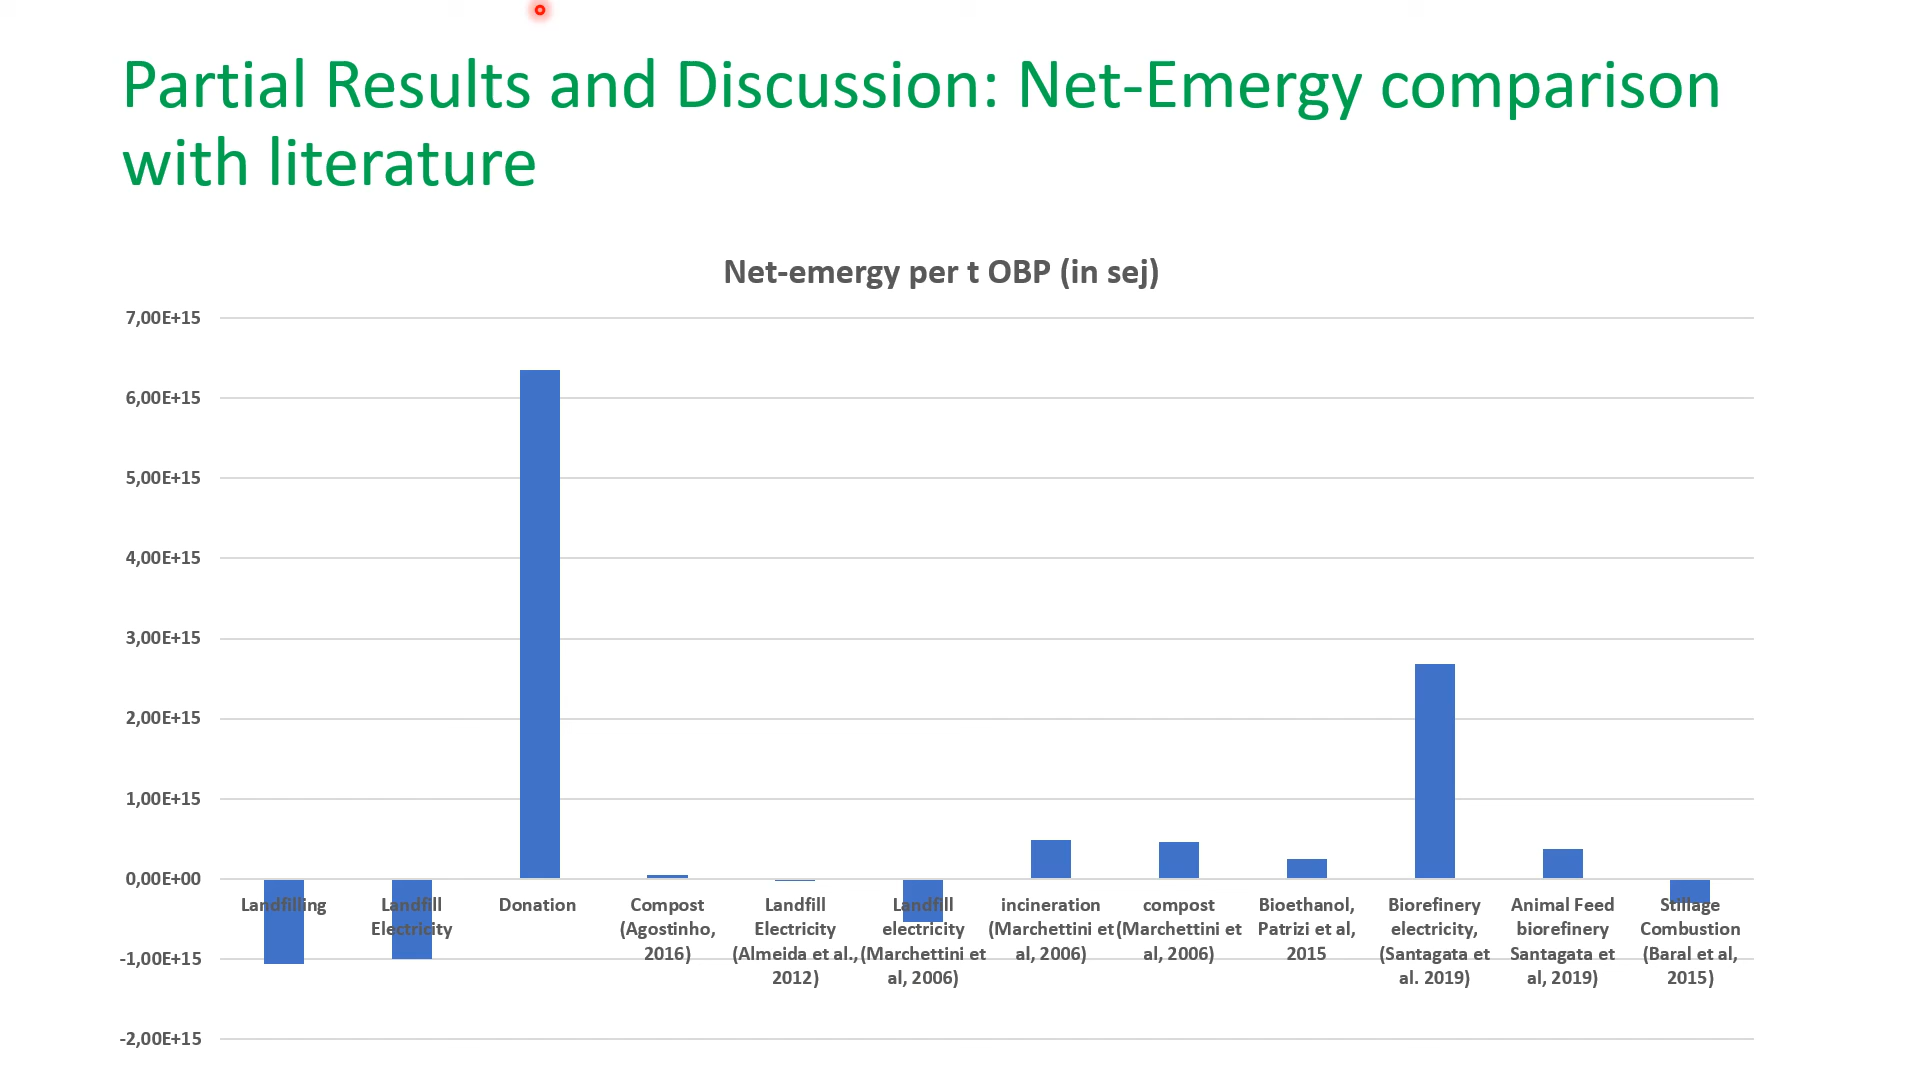 Partial Results and Discussion: Net-Emergy comparison
with literature
Net-emergy per t OBP (in sej)
7,00E+15
6,00E+15
5,00E+15
4,00E+15
3,00E+15
2,00E+15
1,00E+15
0,00E+00
-1,00E+15
-2,00E+15
Landfilling
Landfill
Electricity
Donation
Compost
(Agostinho,
2016)
Landfill
Electricity
(Almeida et al.,
2012)
Landfill
electricity
(Marchettini et
al, 2006)
incineration
(Marchettini et
al, 2006)
compost
(Marchettini et
al, 2006)
Bioethanol,
Patrizi et al,
2015
Biorefinery
electricity,
(Santagata et
al. 2019)
Animal Feed
biorefinery
Santagata et
al, 2019)
Stillage
Combustion
(Baral et al,
2015)